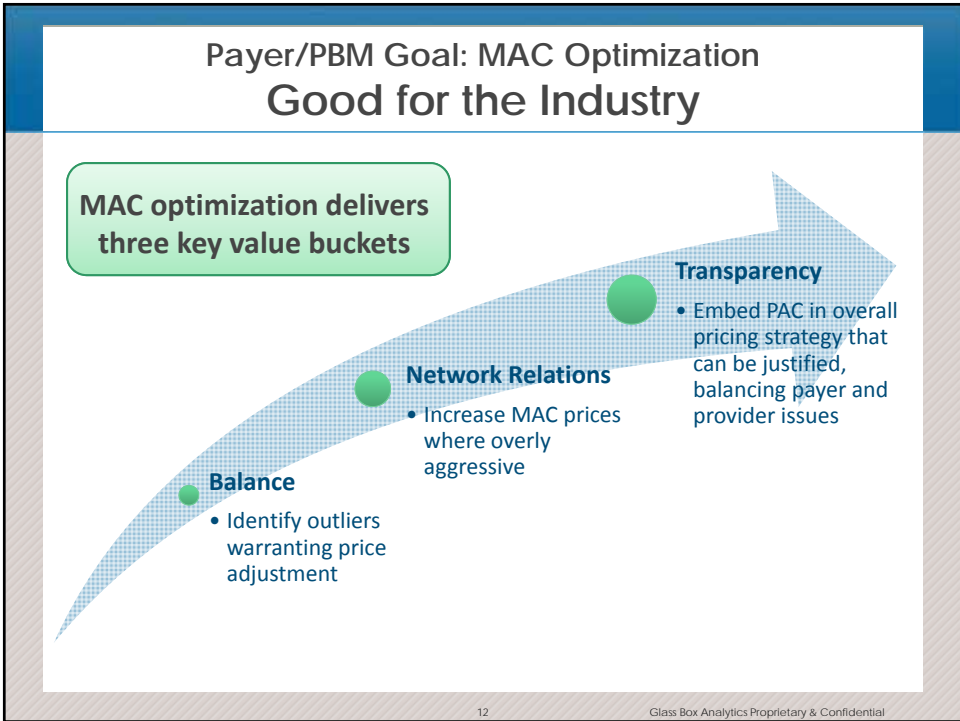 Payer/PBM Goal: MAC Optimization
Good for the Industry
MAC optimization delivers
three key value buckets
Balance
• Identify outliers
warranting price
adjustment
Network Relations
• Increase MAC prices
where overly
aggressive
Transparency
• Embed PAC in overall
pricing strategy that
can be justified,
balancing payer and
provider issues
12
Glass Box Analytics Proprietary & Confidential